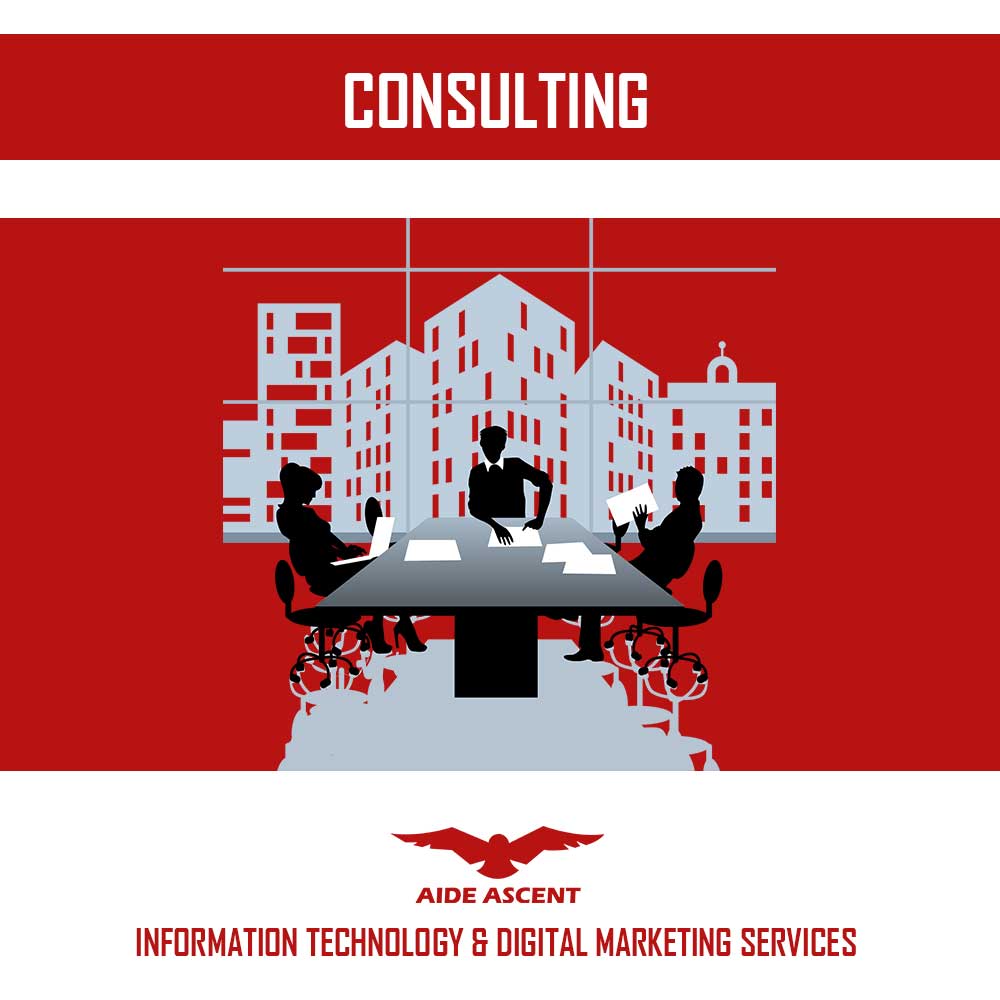 CONSULTING
AIDE ASCENT
INFORMATION TECHNOLOGY & DIGITAL MARKETING SERVICES